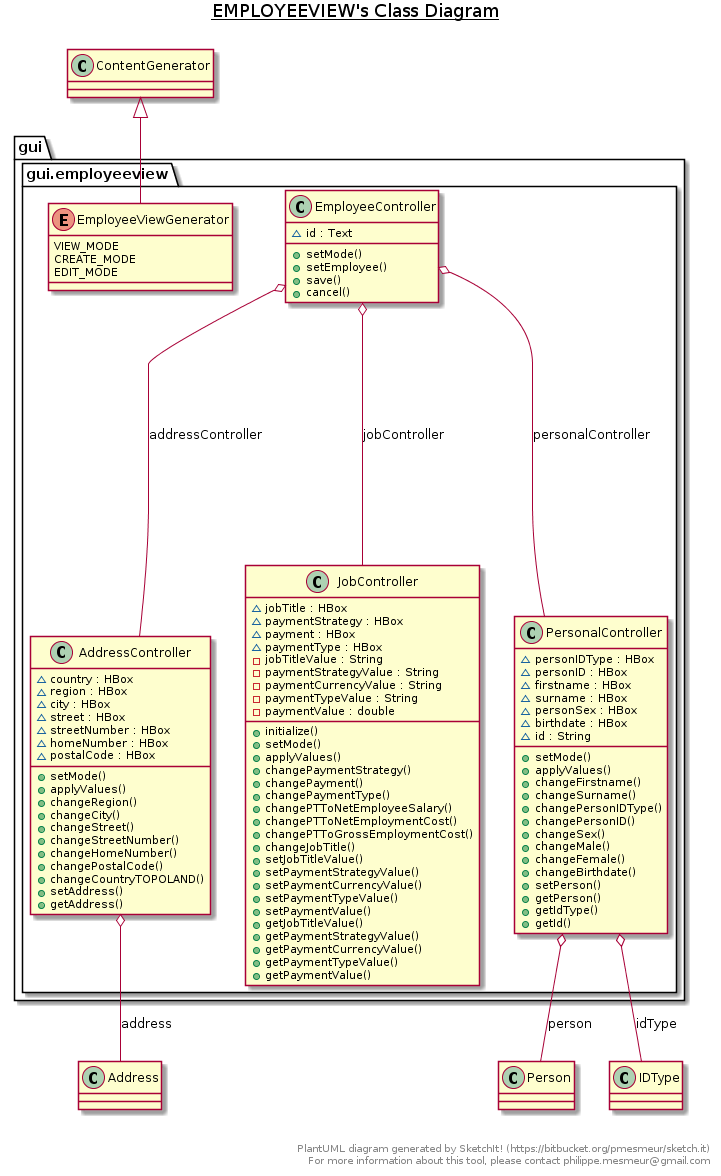 EMPLOYEEVIEW's Class Diagram
C ContentGenerator
gui
gui.employeeview
E EmployeeViewGenerator
VIEW_MODE
CREATE_MODE
EDIT_MODE
C EmployeeController
id : Text
setMode()
setEmployee()
save()
cancel()
addressController
jobController
personalController
C AddressController
country : HBox
region : HBox
city : HBox
street : HBox
streetNumber : HBox
homeNumber : HBox
postalCode : HBox
setMode()
applyValues()
changeRegion()
changeCity()
changeStreet()
changeStreetNumber()
changeHomeNumber()
changePostalCode()
changeCountryTOPOLAND()
setAddress()
getAddress()
C JobController
jobTitle : HBox
paymentStrategy : HBox
payment : HBox
paymentType : HBox
jobTitleValue : String
paymentStrategyValue : String
paymentCurrencyValue : String
paymentTypeValue : String
paymentValue : double
initialize()
setMode()
applyValues()
changePaymentStrategy()
changePayment()
changePaymentType()
changePTToNetEmployeeSalary()
changePTToNetEmploymentCost()
changePTToGrossEmploymentCost()
changeJobTitle()
setJobTitleValue()
setPaymentStrategyValue()
setPaymentCurrencyValue()
setPaymentTypeValue()
setPaymentValue()
getJobTitleValue()
getPaymentStrategyValue()
getPaymentCurrencyValue()
getPaymentTypeValue()
getPaymentValue()
C PersonalController
personIDType : HBox
personID : HBox
firstname : HBox
surname : HBox
personSex : HBox
birthdate : HBox
id : String
setMode()
applyValues()
changeFirstname()
changeSurname()
changePersonIDType()
changePersonID()
changeSex()
changeMale()
changeFemale()
changeBirthdate()
setPerson()
getPerson()
getIdType()
getId()
address
person
idType
C Address
C Person
C IDType
PlantUML diagram generated by SketchIt! (https://bitbucket.org/pmesmeur/sketch.it)
For more information about this tool, please contact philippe.mesmeur@gmail.com